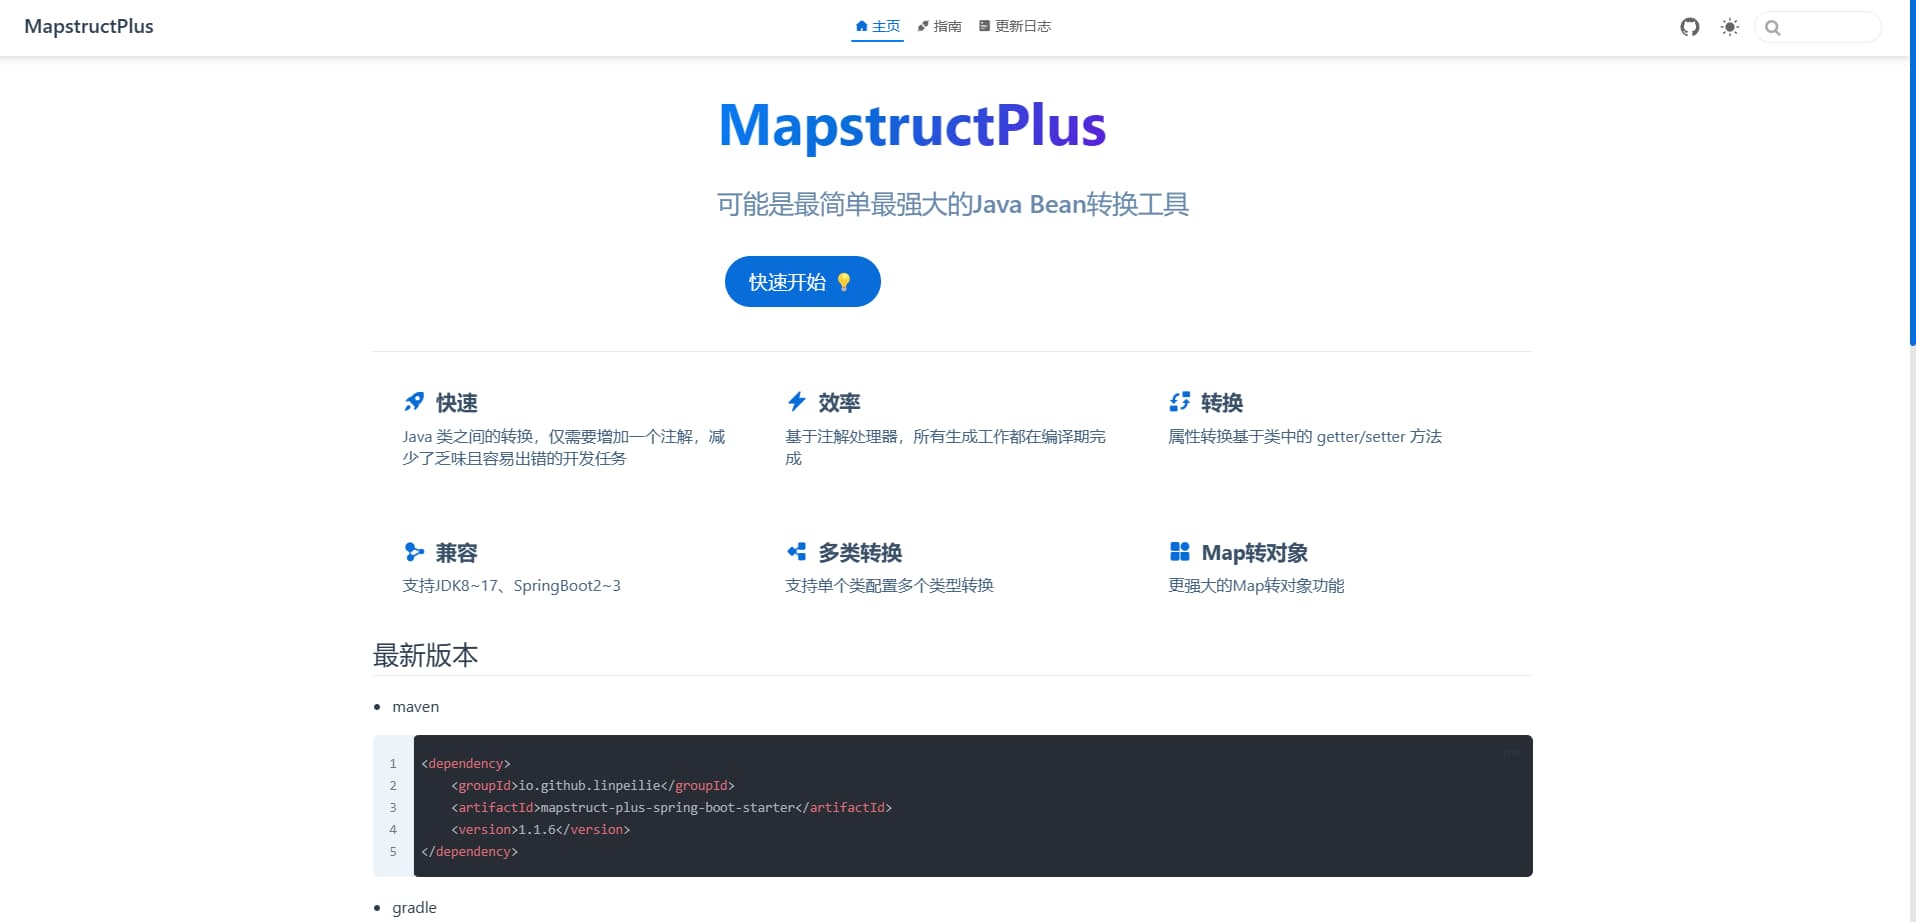 MapstructPlus
主页 指南 更新日志
MapstructPlus
可能是最简单最强大的Java Bean转换工具
快速开始 💡
快速
Java 类之间的转换，仅需要增加一个注解，减
少了乏味且容易出错的开发任务
效率
基于注解处理器，所有生成工作都在编译期完
成
转换
属性转换基于类中的 getter/setter 方法
兼容
支持JDK8~17、SpringBoot2~3
多类转换
支持单个类配置多个类型转换
Map转对象
更强大的Map转对象功能
最新版本
• maven
1 <dependency>
2     <groupId>io.github.linpeilie</groupId>
3     <artifactId>mapstruct-plus-spring-boot-starter</artifactId>
4     <version>1.1.6</version>
5 </dependency>
• gradle